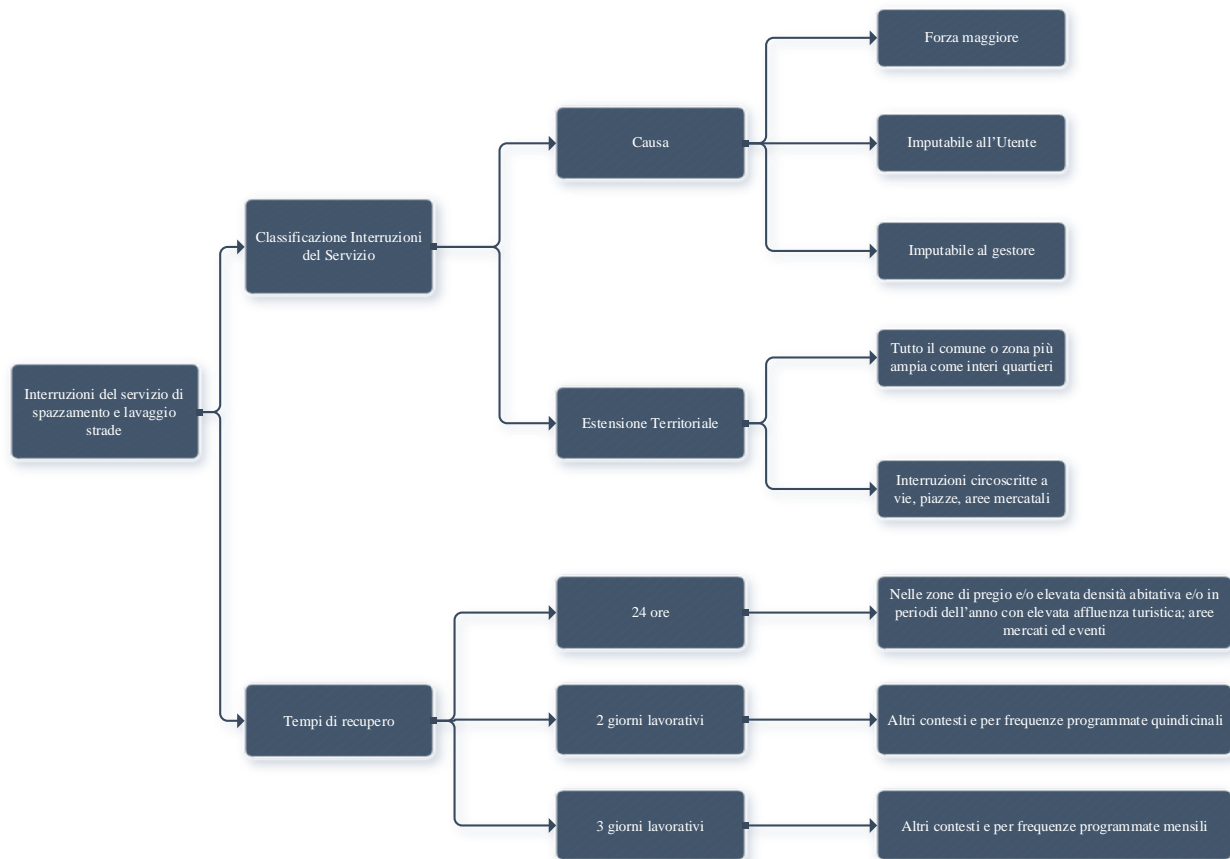 Forza maggiore
Causa
Imputabile all’Utente
Classificazione Interruzioni
del Servizio
Imputabile al gestore
Tutto il comune o zona più
ampia come interi quartieri
Interruzioni del servizio di
spazzamento e lavaggio
strade
Estensione Territoriale
Interruzioni circoscritte a
vie, piazze, aree mercatali
24 ore
Nelle zone di pregio e/o elevata densità abitativa e/o in
periodi dell’anno con elevata affluenza turistica; aree
mercati ed eventi
Tempi di recupero
2 giorni lavorativi
Altri contesti e per frequenze programmate quindicinali
3 giorni lavorativi
Altri contesti e per frequenze programmate mensili